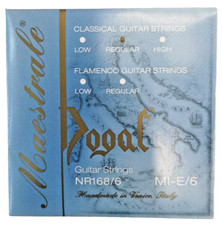 Maestrale
CLASSICAL GUITAR STRINGS
LOW REGULAR HIGH
FLAMENCO GUITAR STRINGS
LOW REGULAR
Dogal
Guitar Strings
NR168/6 MI-E/6
Handmade in Venice, Italy